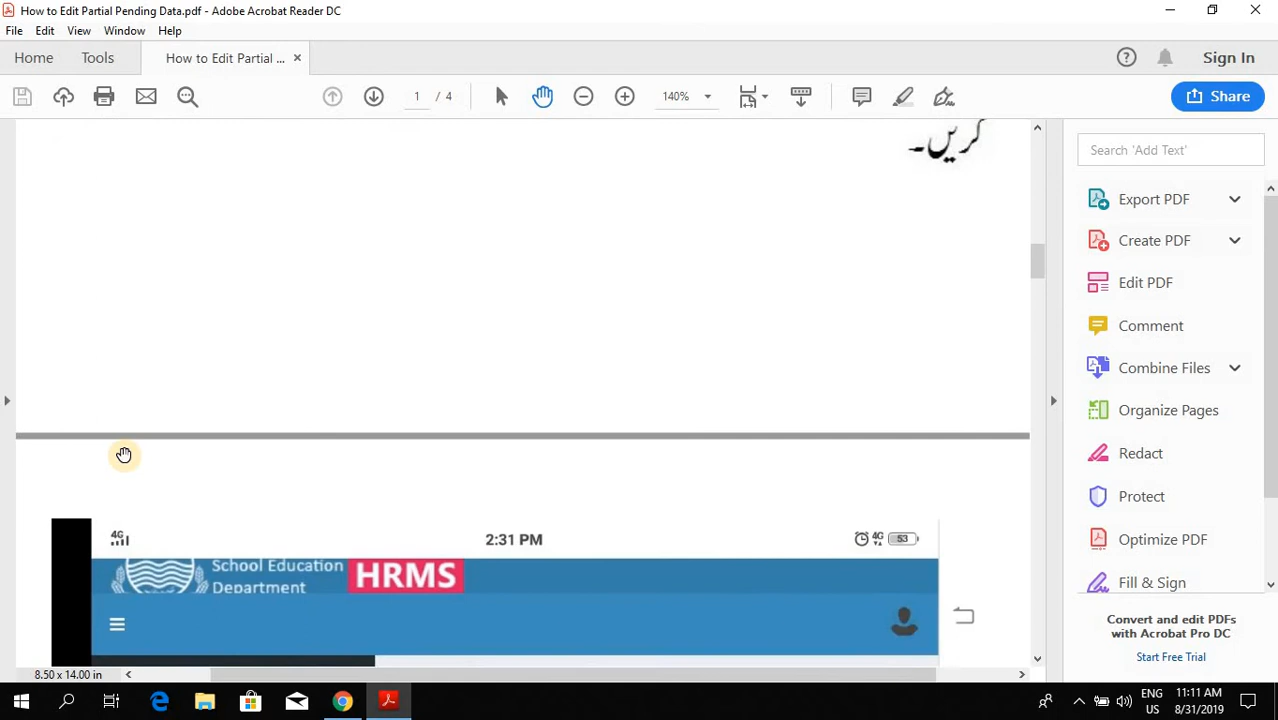 How to Edit Partial Pending Data.pdf - Adobe Acrobat Reader DC
File Edit View Window Help
Home Tools How to Edit Partial ... × Sign In
1 / 4 140% Share
کریں۔
Search 'Add Text'
Export PDF
Create PDF
Edit PDF
Comment
Combine Files
Organize Pages
Redact
Protect
Optimize PDF
Fill & Sign
4G 2:31 PM 4G 53
School Education
Department
HRMS
Convert and edit PDFs
with Acrobat Pro DC
Start Free Trial
8.50 x 14.00 in
ENG 11:11 AM
US 8/31/2019